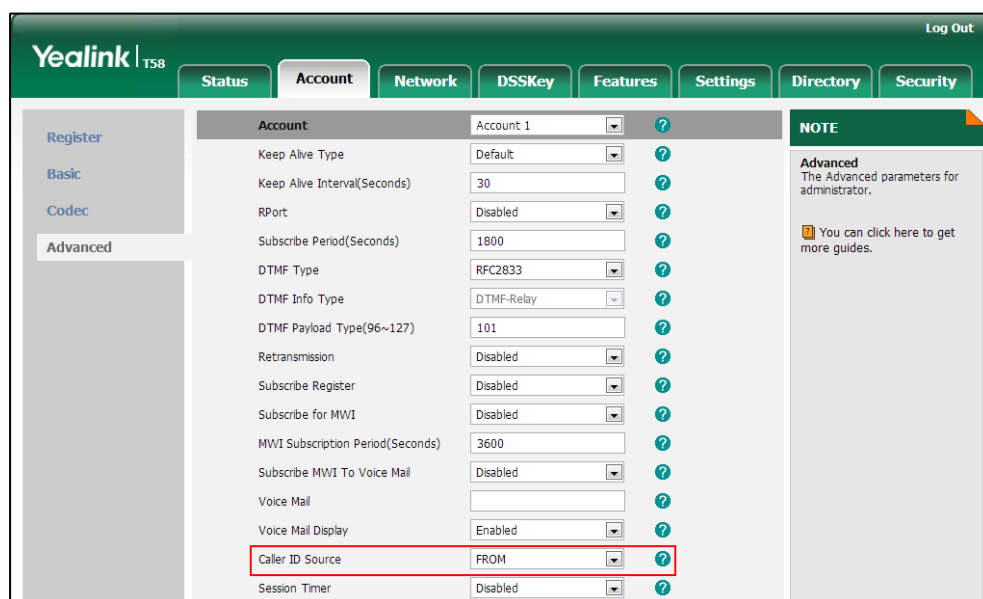 Log Out
Yealink T58
Status Account Network DSSKey Features Settings Directory Security
Register
Basic
Codec
Advanced
Account Account 1
Keep Alive Type Default
Keep Alive Interval(Seconds) 30
RPort Disabled
Subscribe Period(Seconds) 1800
DTMF Type RFC2833
DTMF Info Type DTMF-Relay
DTMF Payload Type(96~127) 101
Retransmission Disabled
Subscribe Register Disabled
Subscribe for MWI Disabled
MWI Subscription Period(Seconds) 3600
Subscribe MWI To Voice Mail Disabled
Voice Mail
Voice Mail Display Enabled
Caller ID Source FROM
Session Timer Disabled
NOTE
Advanced
The Advanced parameters for
administrator.
You can click here to get
more guides.